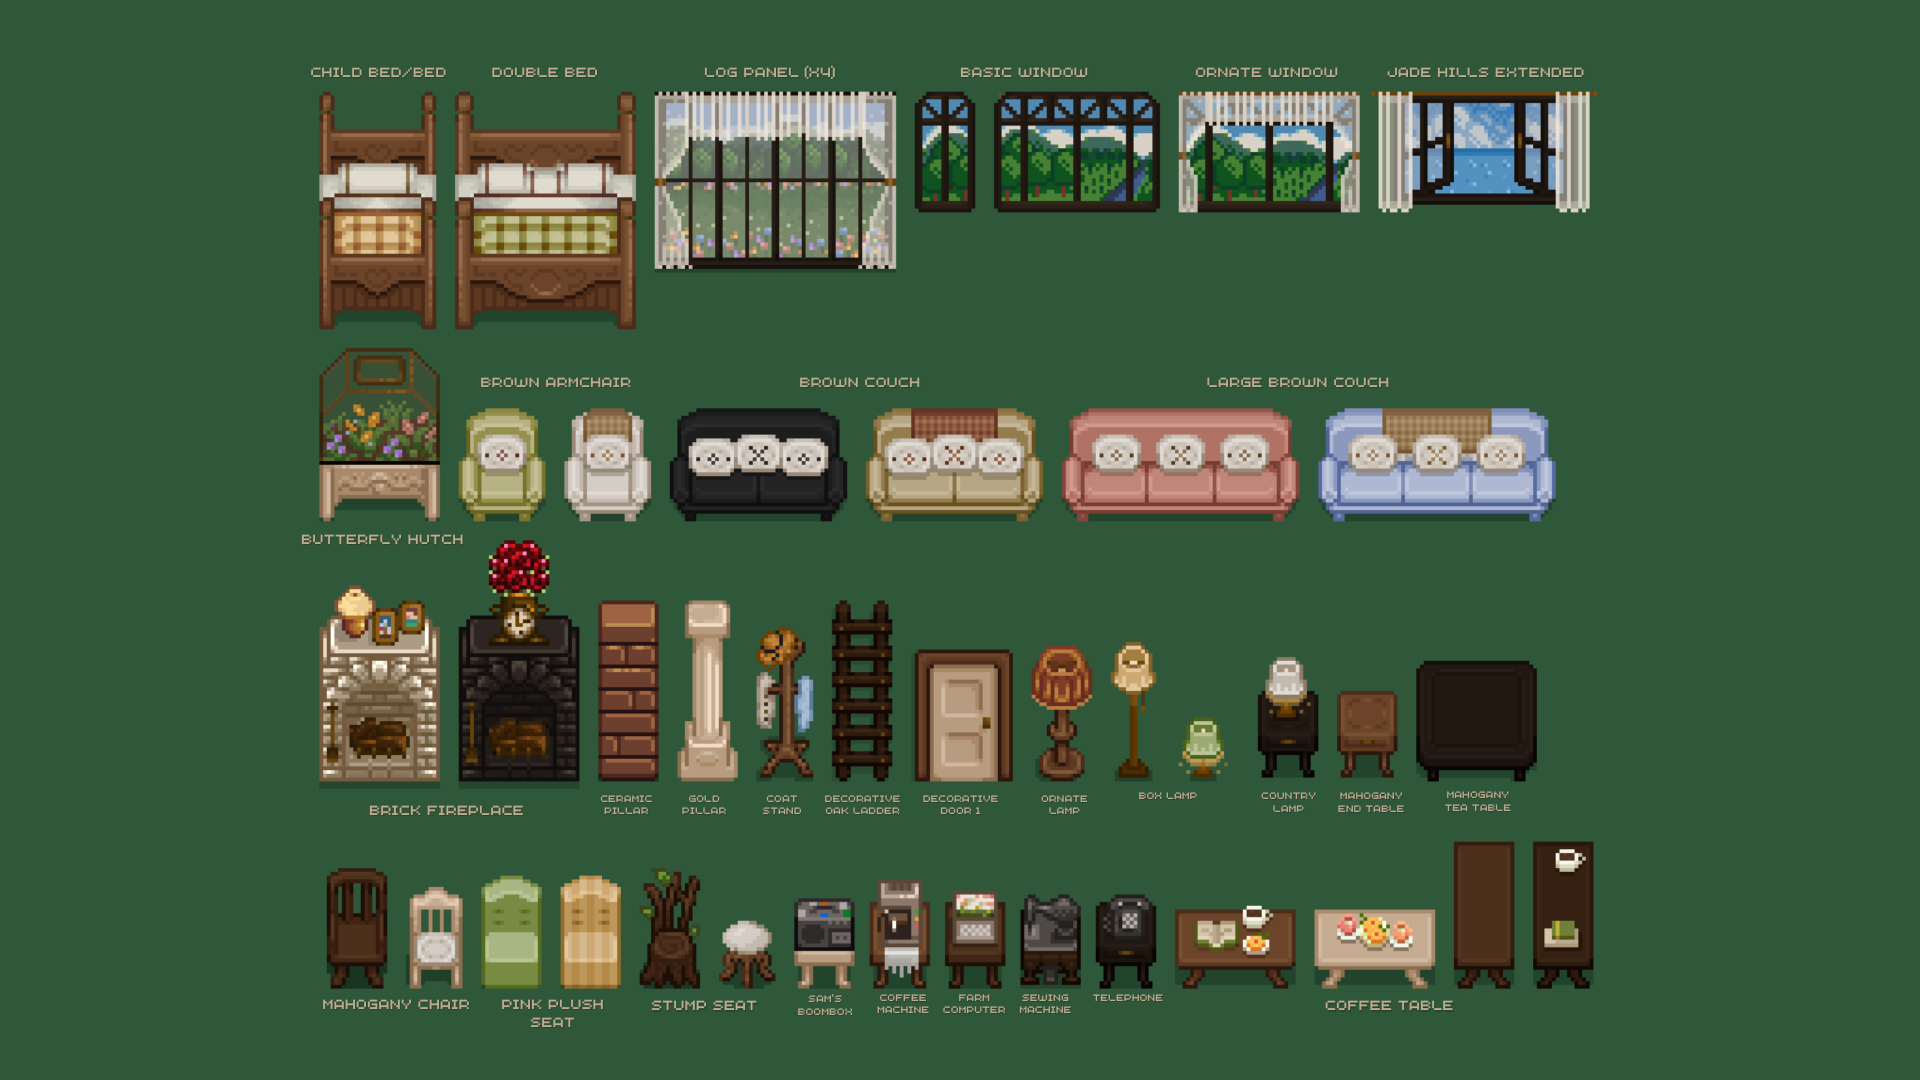 CHILD BED/BED
DOUBLE BED
LOG PANEL (X4)
BASIC WINDOW
ORNATE WINDOW
JADE HILLS EXTENDED
BROWN ARMCHAIR
BROWN COUCH
LARGE BROWN COUCH
BUTTERFLY HUTCH
BRICK FIREPLACE
CERAMIC
PILLAR
GOLD
PILLAR
COAT
STAND
DECORATIVE
OAK LADDER
DECORATIVE
DOOR 1
ORNATE
LAMP
BOX LAMP
COUNTRY
LAMP
MAHOGANY
END TABLE
MAHOGANY
TEA TABLE
MAHOGANY CHAIR
PINK PLUSH
SEAT
STUMP SEAT
SAM'S
BOOMBOX
COFFEE
MACHINE
FARM
COMPUTER
SEWING
MACHINE
TELEPHONE
COFFEE TABLE